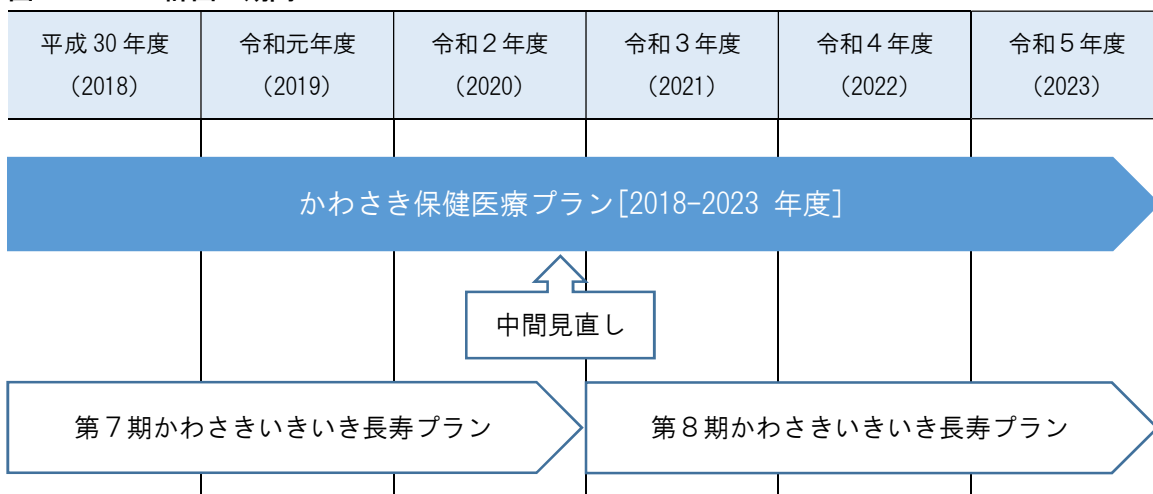 平成 30 年度 令和元年度 令和２年度 令和３年度 令和４年度 令和５年度
（2018） （2019） （2020） （2021） （2022） （2023）
かわさき保健医療プラン[2018-2023 年度]
中間見直し
第７期かわさきいきいき長寿プラン 第８期かわさきいきいき長寿プラン